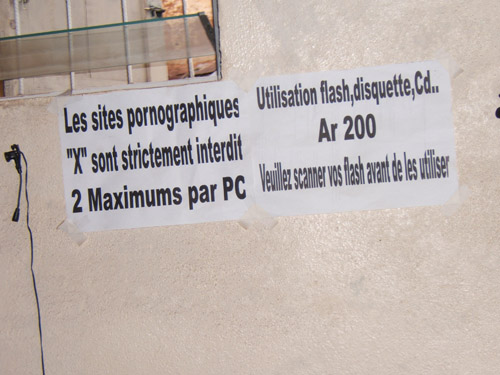 Les sites pornographiques
"X" sont strictement interdit
2 Maximums par PC
Utilisation flash,disquette,Cd..
Ar 200
Veuillez scanner vos flash avant de les utiliser